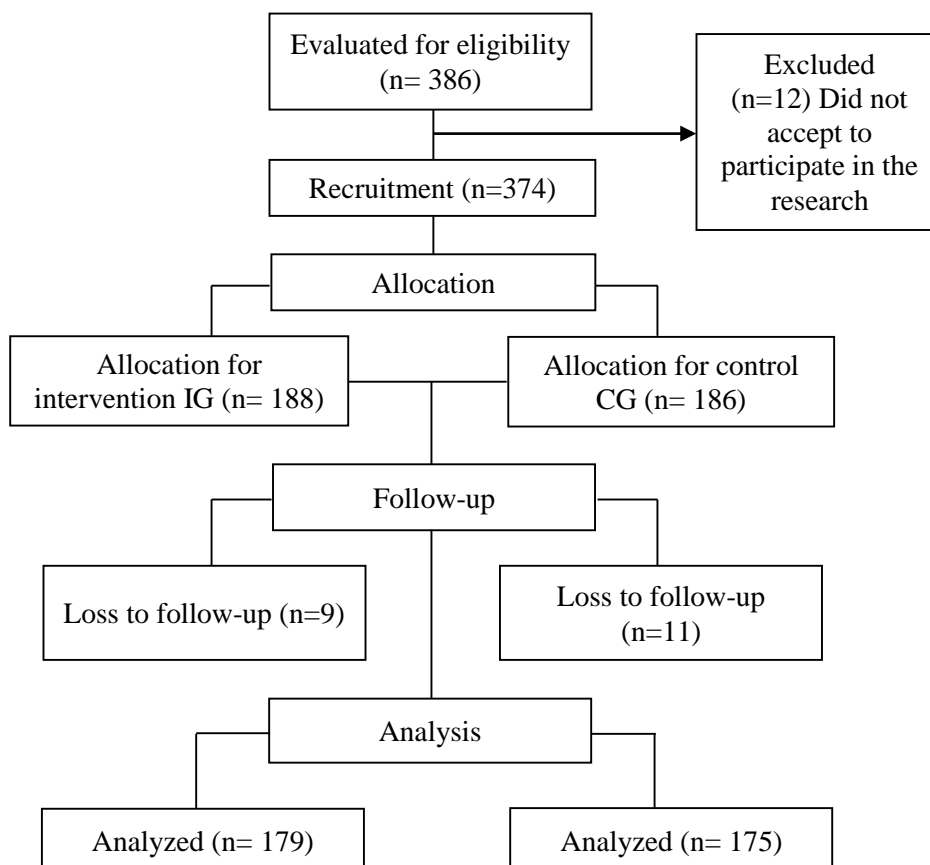 Evaluated for eligibility
(n= 386)
Excluded
(n=12) Did not
accept to
participate in the
research
Recruitment (n=374)
Allocation
Allocation for
intervention IG (n= 188)
Allocation for control
CG (n= 186)
Follow-up
Loss to follow-up (n=9)
Loss to follow-up
(n=11)
Analysis
Analyzed (n= 179)
Analyzed (n= 175)